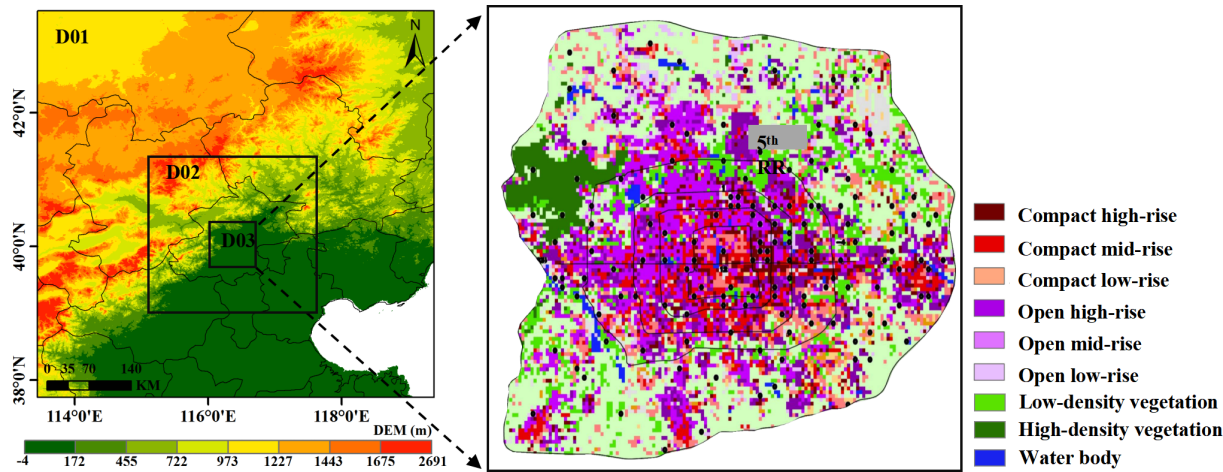 D01
N
D02
D03
42°0'N
40°0'N
38°0'N
0 35 70 140
KM
114°0'E 116°0'E 118°0'E
DEM (m)
-4 172 455 722 973 1227 1443 1675 2691
5th
RR
Compact high-rise
Compact mid-rise
Compact low-rise
Open high-rise
Open mid-rise
Open low-rise
Low-density vegetation
High-density vegetation
Water body